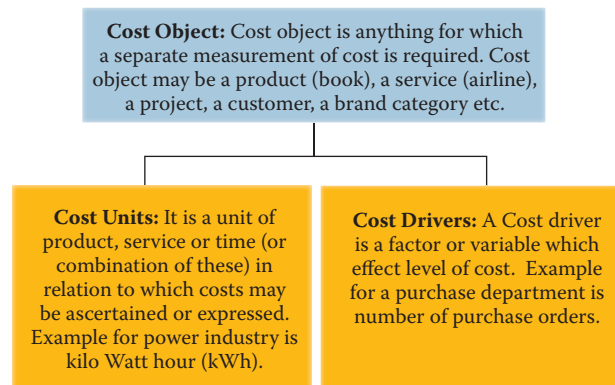 Cost Object: Cost object is anything for which
a separate measurement of cost is required. Cost
object may be a product (book), a service (airline),
a project, a customer, a brand category etc.
Cost Units: It is a unit of
product, service or time (or
combination of these) in
relation to which costs may
be ascertained or expressed.
Example for power industry is
kilo Watt hour (kWh).
Cost Drivers: A Cost driver
is a factor or variable which
effect level of cost. Example
for a purchase department is
number of purchase orders.